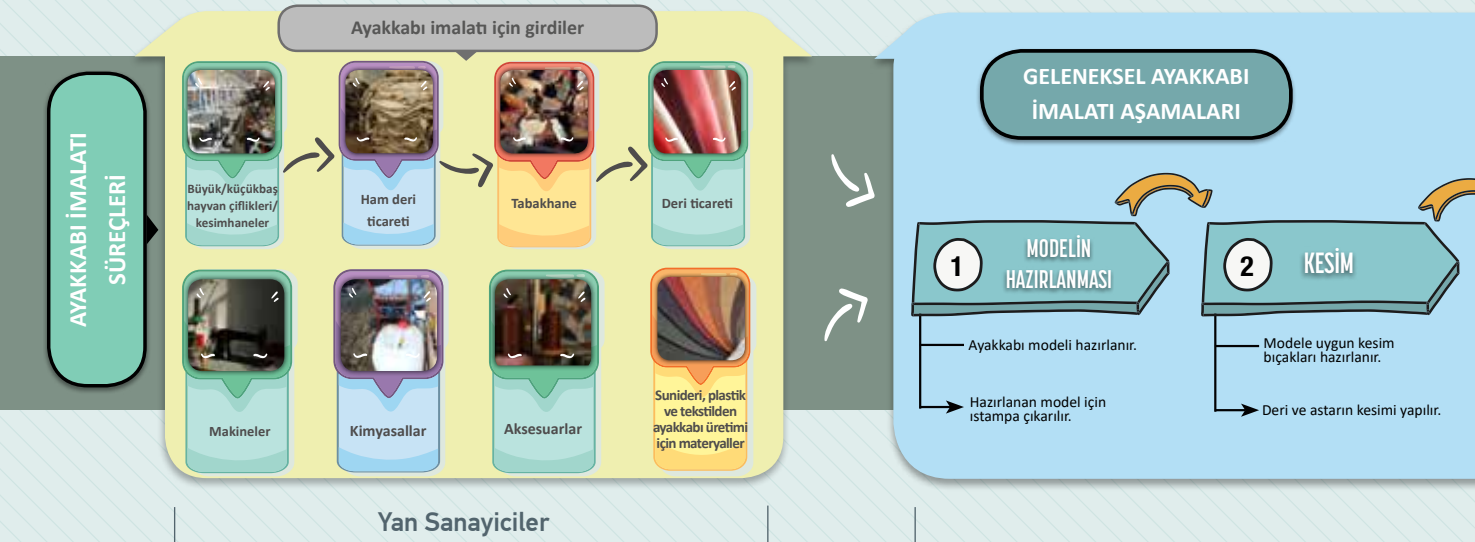 AYAKKABI İMALATI
SÜREÇLERİ
Ayakkabı imalatı için girdiler
Büyük/küçükbaş
hayvan çiflikleri/
kesimhaneler
Ham deri
ticareti
Tabakhane
Deri ticareti
Makineler
Kimyasallar
Aksesuarlar
Sunideri, plastik
ve tekstilden
ayakkabı üretimi
için materyaller
Yan Sanayiciler
GELENEKSEL AYAKKABI
İMALATI AŞAMALARI
1
MODELİN
HAZIRLANMASI
Ayakkabı modeli hazırlanır.
Hazırlanan model için
ıstampa çıkarılır.
2
KESİM
Modele uygun kesim
bıçakları hazırlanır.
Deri ve astarın kesimi yapılır.